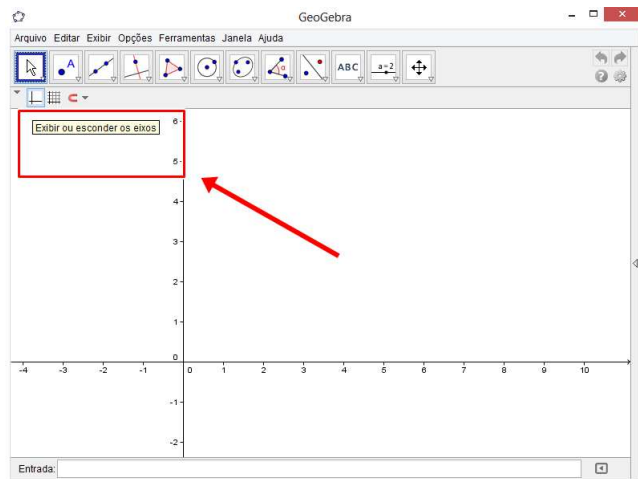 GeoGebra
Arquivo Editar Exibir Opções Ferramentas Janela Ajuda
A ABC a=2
Exibir ou esconder os eixos
6
5
4
3
2
1
0
-4 -3 -2 -1 0 1 2 3 4 5 6 7 8 9 10
-1
-2
Entrada: